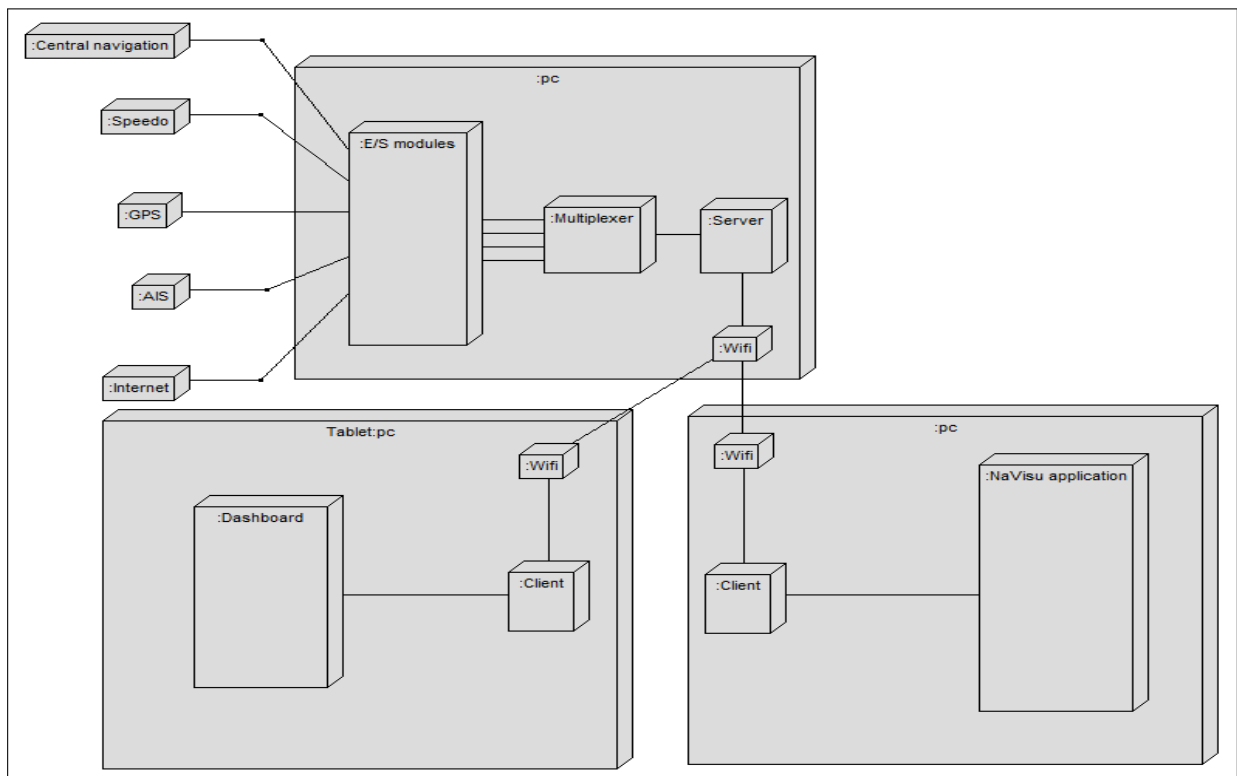 :Central navigation
:pc
:Speedo
:E/S modules
:GPS
:Multiplexer
:Server
:AIS
:Wifi
:Internet
Tablet:pc
:Wifi
:Dashboard
:Client
:pc
:Wifi
:NaVisu application
:Client